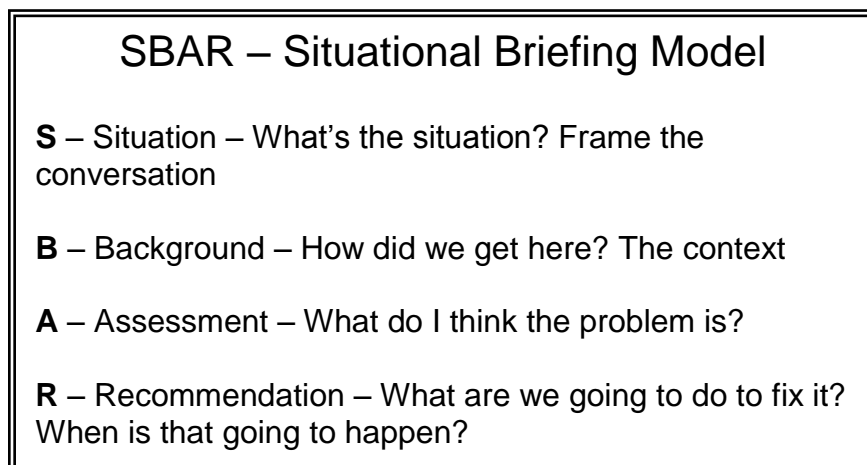 SBAR – Situational Briefing Model
S – Situation – What’s the situation? Frame the
conversation
B – Background – How did we get here? The context
A – Assessment – What do I think the problem is?
R – Recommendation – What are we going to do to fix it?
When is that going to happen?